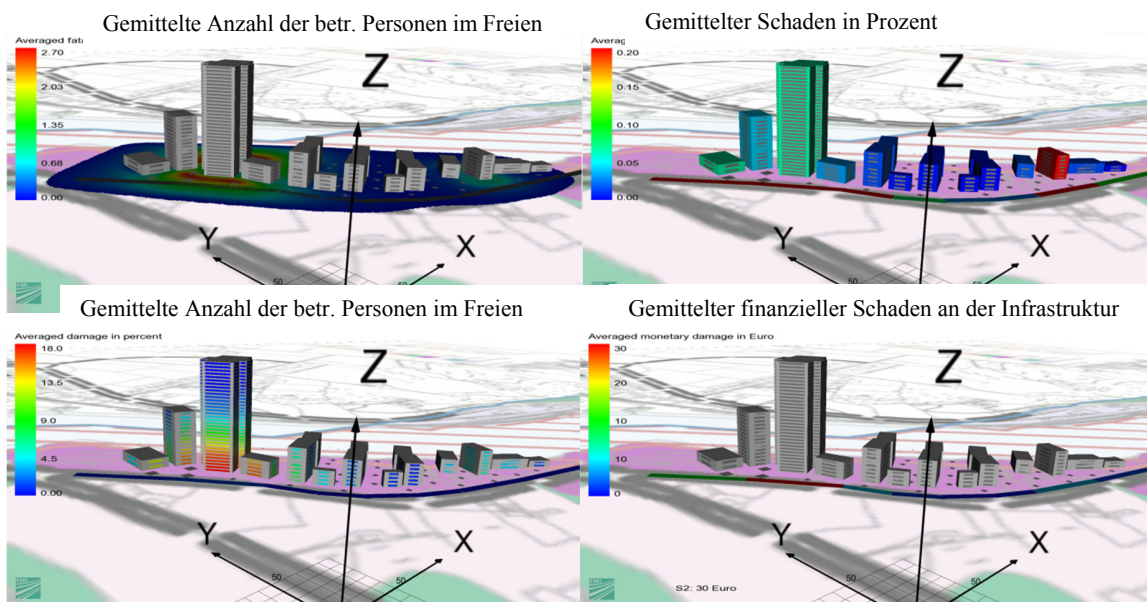 Gemittelte Anzahl der betr. Personen im Freien
Averaged fata
2.70
2.03
1.35
0.68
0.00
Z
Y
X
50
Gemittelter Schaden in Prozent
Averag
0.20
0.15
0.10
0.05
0.00
Z
Y
X
50
50
Gemittelte Anzahl der betr. Personen im Freien
Averaged damage in percent
18.0
13.5
9.0
4.5
0.00
Z
Y
X
50
50
Gemittelter finanzieller Schaden an der Infrastruktur
Averaged monetary damage in Euro
30
20
10
10
0
Z
Y
X
50
50
S2: 30 Euro